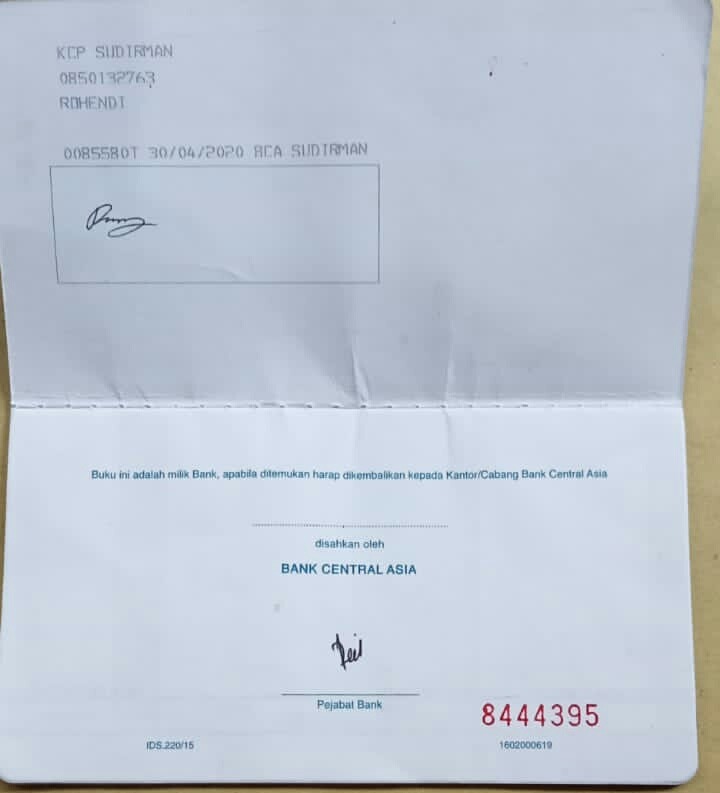 KCP SUDIRMAN
0850132763
ROHENDI
0085580T 30/04/2020 BCA SUDIRMAN
Buku ini adalah milik Bank, apabila ditemukan harap dikembalikan kepada Kantor/Cabang Bank Central Asia
disahkan oleh
BANK CENTRAL ASIA
Pejabat Bank
8444395
IDS.220/15
1602000619